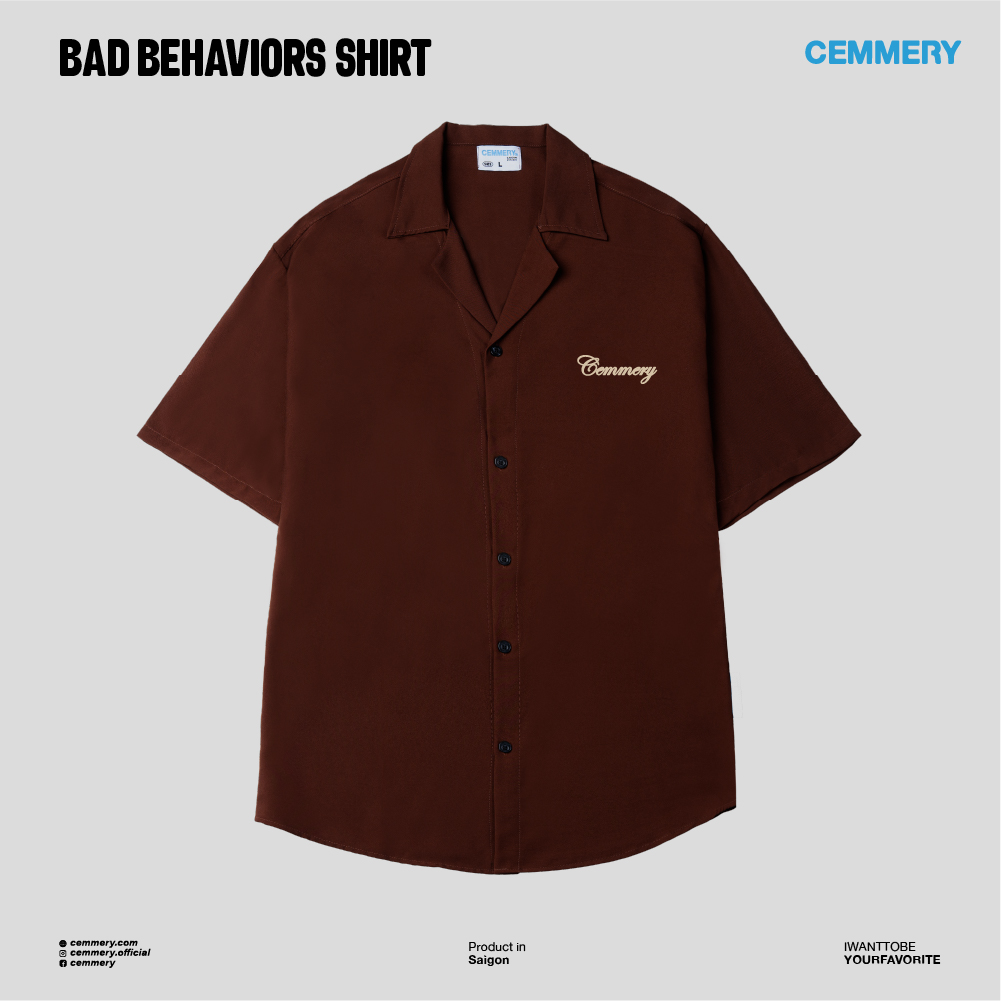 BAD BEHAVIORS SHIRT
CEMMERY
CEMMERY.
L
Cemmery
cemmery.com
cemmery.official
cemmery
Product in
Saigon
IWANTTOBE
YOURFAVORITE